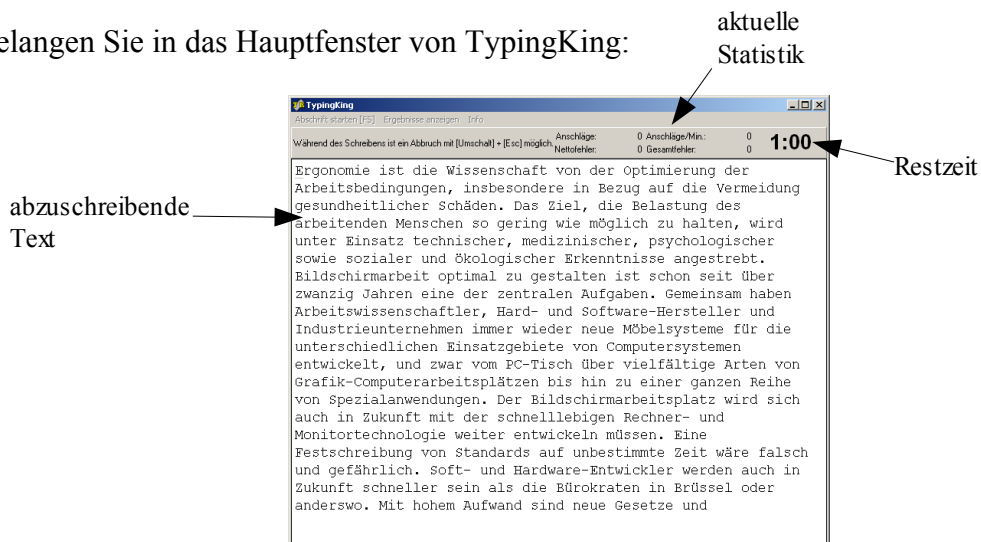 aktuelle
Statistik
elangen Sie in das Hauptfenster von TypingKing:
TypingKing
Abschrift starten [F5] Ergebnisse anzeigen Info
Während des Schreibens ist ein Abbruch mit [Umschalt] + [Esc] möglich.
Anschläge: 0 Anschläge/Min.: 0
Nettofehler: 0 Gesamtfehler: 0
1:00
Restzeit
abzuschreibende
Text
Ergonomie ist die Wissenschaft von der Optimierung der
Arbeitsbedingungen, insbesondere in Bezug auf die Vermeidung
gesundheitlicher Schäden. Das Ziel, die Belastung des
arbeitenden Menschen so gering wie möglich zu halten, wird
unter Einsatz technischer, medizinischer, psychologischer
sowie sozialer und ökologischer Erkenntnisse angestrebt.
Bildschirmarbeit optimal zu gestalten ist schon seit über
zwanzig Jahren eine der zentralen Aufgaben. Gemeinsam haben
Arbeitswissenschaftler, Hard- und Software-Hersteller und
Industrieunternehmen immer wieder neue Möbelsysteme für die
unterschiedlichen Einsatzgebiete von Computersystemen
entwickelt, und zwar vom PC-Tisch über vielfältige Arten von
Grafik-Computerarbeitsplätzen bis hin zu einer ganzen Reihe
von Spezialanwendungen. Der Bildschirmarbeitsplatz wird sich
auch in Zukunft mit der schnelllebigen Rechner- und
Monitortechnologie weiter entwickeln müssen. Eine
Festschreibung von Standards auf unbestimmte Zeit wäre falsch
und gefährlich. Soft- und Hardware-Entwickler werden auch in
Zukunft schneller sein als die Bürokraten in Brüssel oder
anderswo. Mit hohem Aufwand sind neue Gesetze und